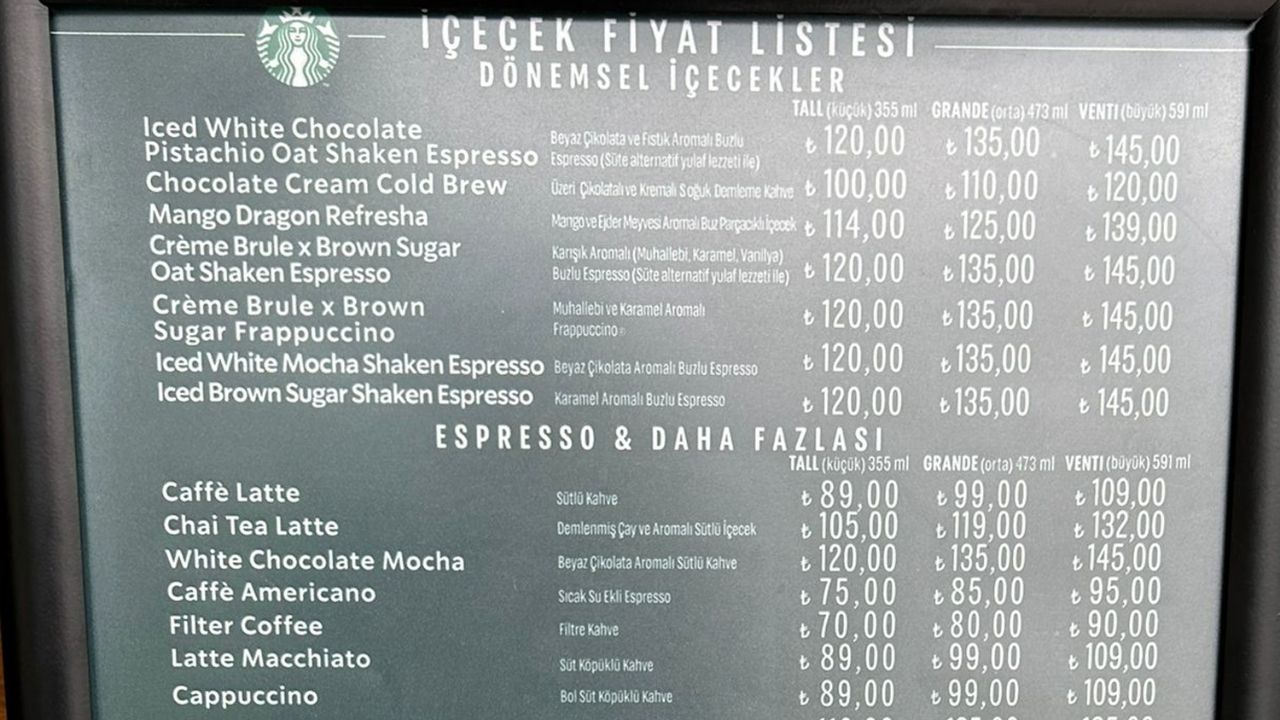 İÇECEK FİYAT LİSTESİ
DÖNEMSEL İÇECEKLER
TALL (küçük) 355 ml GRANDE (orta) 473 ml VENTI (büyük) 591 ml
Iced White Chocolate
Pistachio Oat Shaken Espresso Beyaz Çikolata ve Fıstık Aromalı Buzlu
Espresso (Süte alternatif yulaf lezzeti ile) ₺ 120,00 ₺ 135,00 ₺ 145,00
Chocolate Cream Cold Brew Üzeri Çikolatalı ve Kremalı Soğuk Demleme Kahve ₺ 100,00 ₺ 110,00 ₺ 120,00
Mango Dragon Refresha Mango ve Ejder Meyvesi Aromalı Buz Parçacıklı İçecek ₺ 114,00 ₺ 125,00 ₺ 139,00
Crème Brule x Brown Sugar
Oat Shaken Espresso Karışık Aromalı (Muhallebi, Karamel, Vanilya)
Buzlu Espresso (Süte alternatif yulaf lezzeti ile) ₺ 120,00 ₺ 135,00 ₺ 145,00
Crème Brule x Brown
Sugar Frappuccino Muhallebi ve Karamel Aromalı
Frappuccino® ₺ 120,00 ₺ 135,00 ₺ 145,00
Iced White Mocha Shaken Espresso Beyaz Çikolata Aromalı Buzlu Espresso ₺ 120,00 ₺ 135,00 ₺ 145,00
Iced Brown Sugar Shaken Espresso Karamel Aromalı Buzlu Espresso ₺ 120,00 ₺ 135,00 ₺ 145,00
ESPRESSO & DAHA FAZLASI
TALL (küçük) 355 ml GRANDE (orta) 473 ml VENTI (büyük) 591 ml
Caffè Latte Sütlü Kahve ₺ 89,00 ₺ 99,00 ₺ 109,00
Chai Tea Latte Demlenmiş Çay ve Aromalı Sütlü İçecek ₺ 105,00 ₺ 119,00 ₺ 132,00
White Chocolate Mocha Beyaz Çikolata Aromalı Sütlü Kahve ₺ 120,00 ₺ 135,00 ₺ 145,00
Caffè Americano Sıcak Su Ekli Espresso ₺ 75,00 ₺ 85,00 ₺ 95,00
Filter Coffee Filtre Kahve ₺ 70,00 ₺ 80,00 ₺ 90,00
Latte Macchiato Süt Köpüklü Kahve ₺ 89,00 ₺ 99,00 ₺ 109,00
Cappuccino Bol Süt Köpüklü Kahve ₺ 89,00 ₺ 99,00 ₺ 109,00